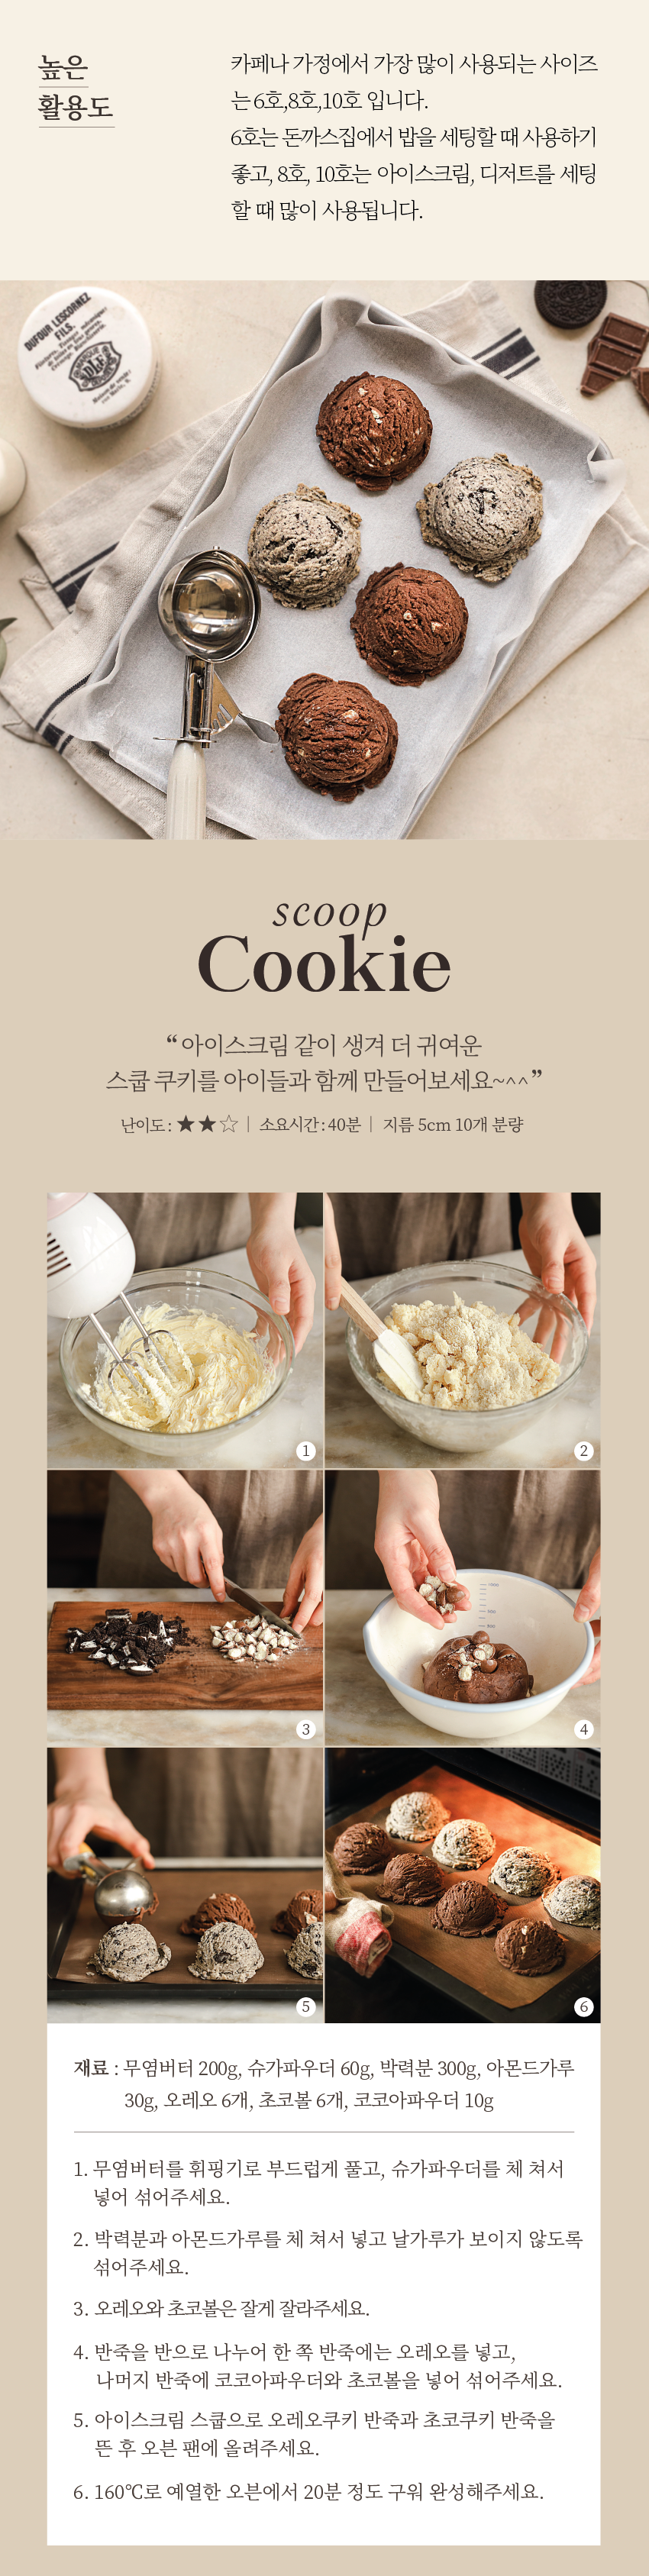 높은
활용도
카페나 가정에서 가장 많이 사용되는 사이즈
는 6호,8호,10호 입니다.
6호는 돈까스집에서 밥을 세팅할 때 사용하기
좋고, 8호, 10호는 아이스크림, 디저트를 세팅
할 때 많이 사용됩니다.
DUFOUR LESCORNEZ
FILS.
scoop
Cookie
“ 아이스크림 같이 생겨 더 귀여운
스쿱 쿠키를 아이들과 함께 만들어보세요~^^ ”
난이도 : ★★☆ | 소요시간 : 40분 | 지름 5cm 10개 분량
1
2
3
4
5
6
재료 : 무염버터 200g, 슈가파우더 60g, 박력분 300g, 아몬드가루
30g, 오레오 6개, 초코볼 6개, 코코아파우더 10g
1. 무염버터를 휘핑기로 부드럽게 풀고, 슈가파우더를 체 쳐서
넣어 섞어주세요.
2. 박력분과 아몬드가루를 체 쳐서 넣고 날가루가 보이지 않도록
섞어주세요.
3. 오레오와 초코볼은 잘게 잘라주세요.
4. 반죽을 반으로 나누어 한 쪽 반죽에는 오레오를 넣고,
나머지 반죽에 코코아파우더와 초코볼을 넣어 섞어주세요.
5. 아이스크림 스쿱으로 오레오쿠키 반죽과 초코쿠키 반죽을
뜬 후 오븐 팬에 올려주세요.
6. 160℃로 예열한 오븐에서 20분 정도 구워 완성해주세요.